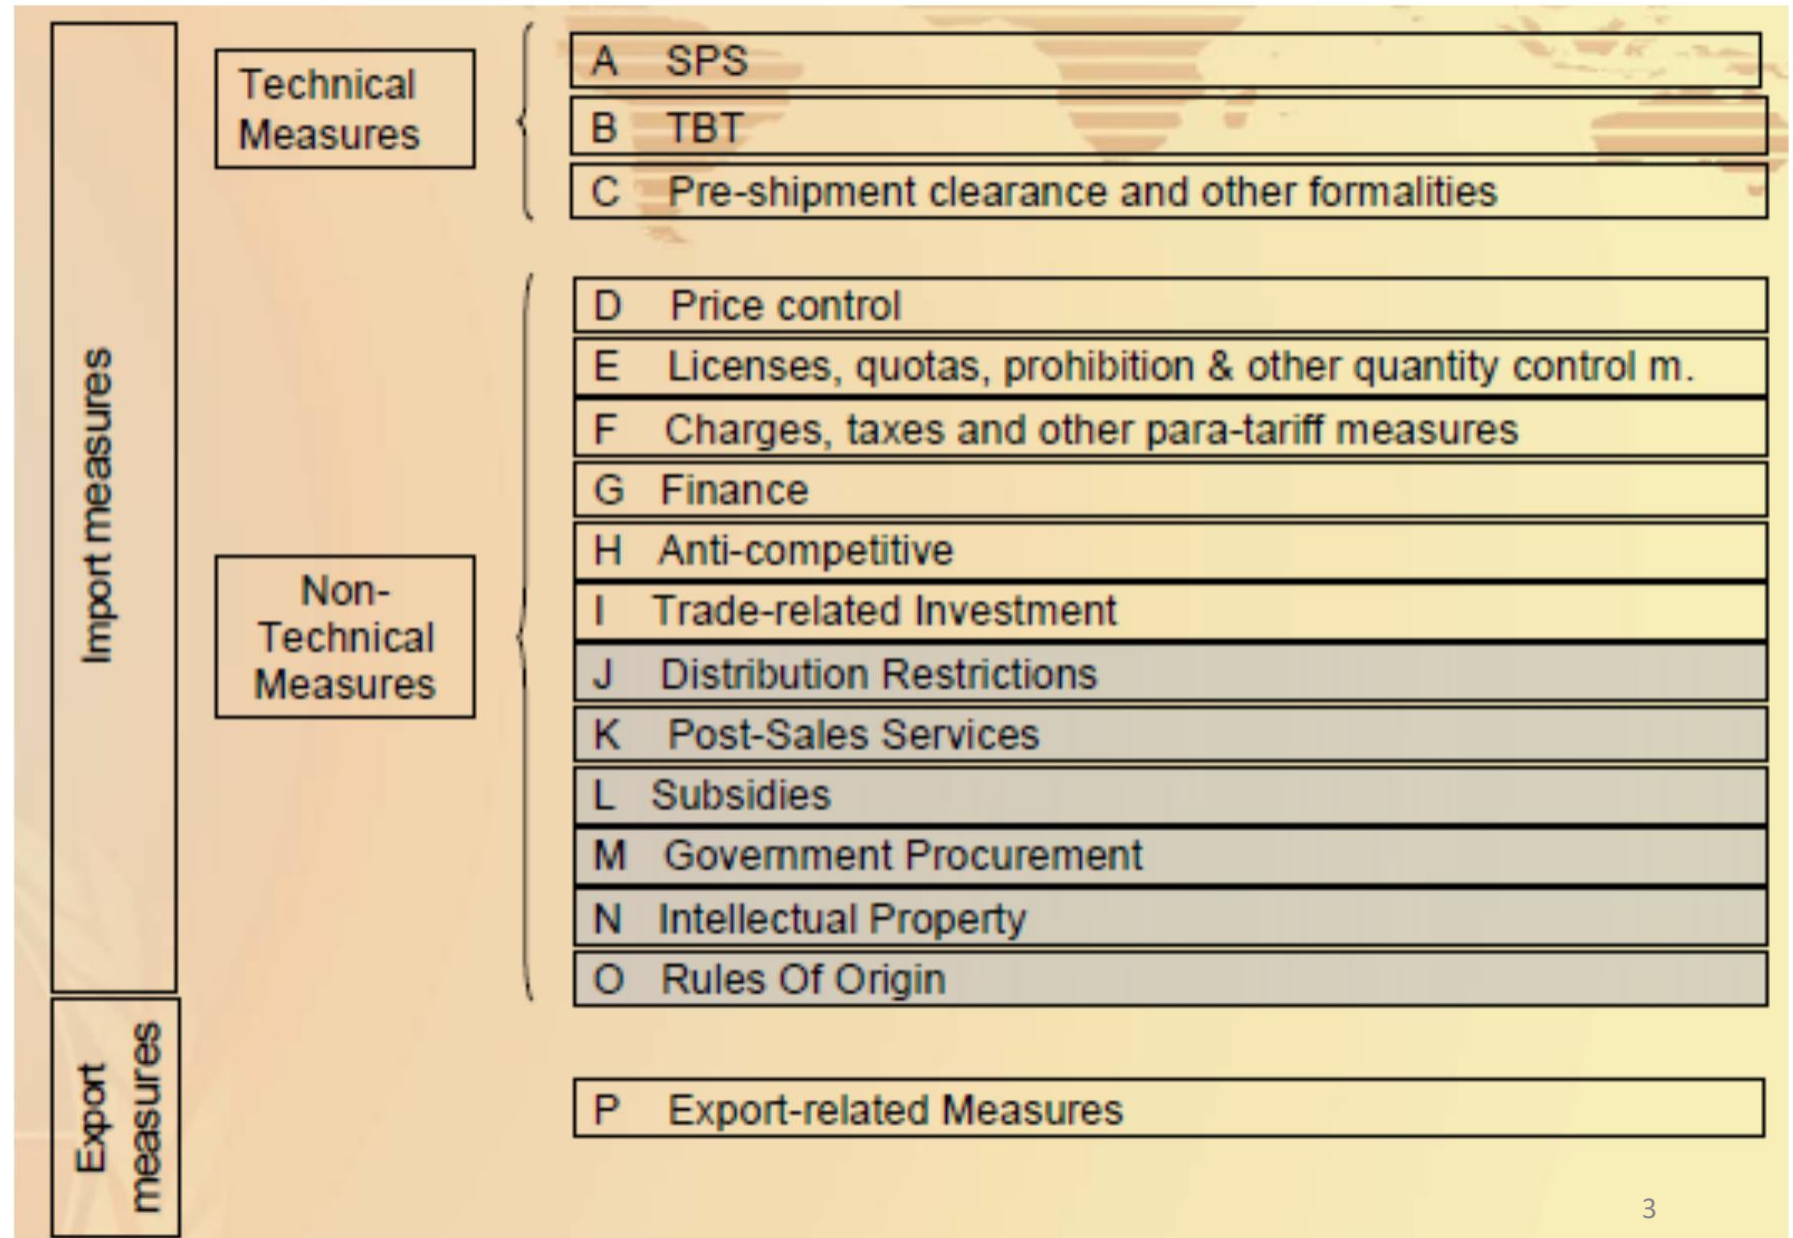 Import measures
Technical
Measures
A SPS
B TBT
C Pre-shipment clearance and other formalities
Non-
Technical
Measures
D Price control
E Licenses, quotas, prohibition & other quantity control m.
F Charges, taxes and other para-tariff measures
G Finance
H Anti-competitive
I Trade-related Investment
J Distribution Restrictions
K Post-Sales Services
L Subsidies
M Government Procurement
N Intellectual Property
O Rules Of Origin
Export
measures
P Export-related Measures
3